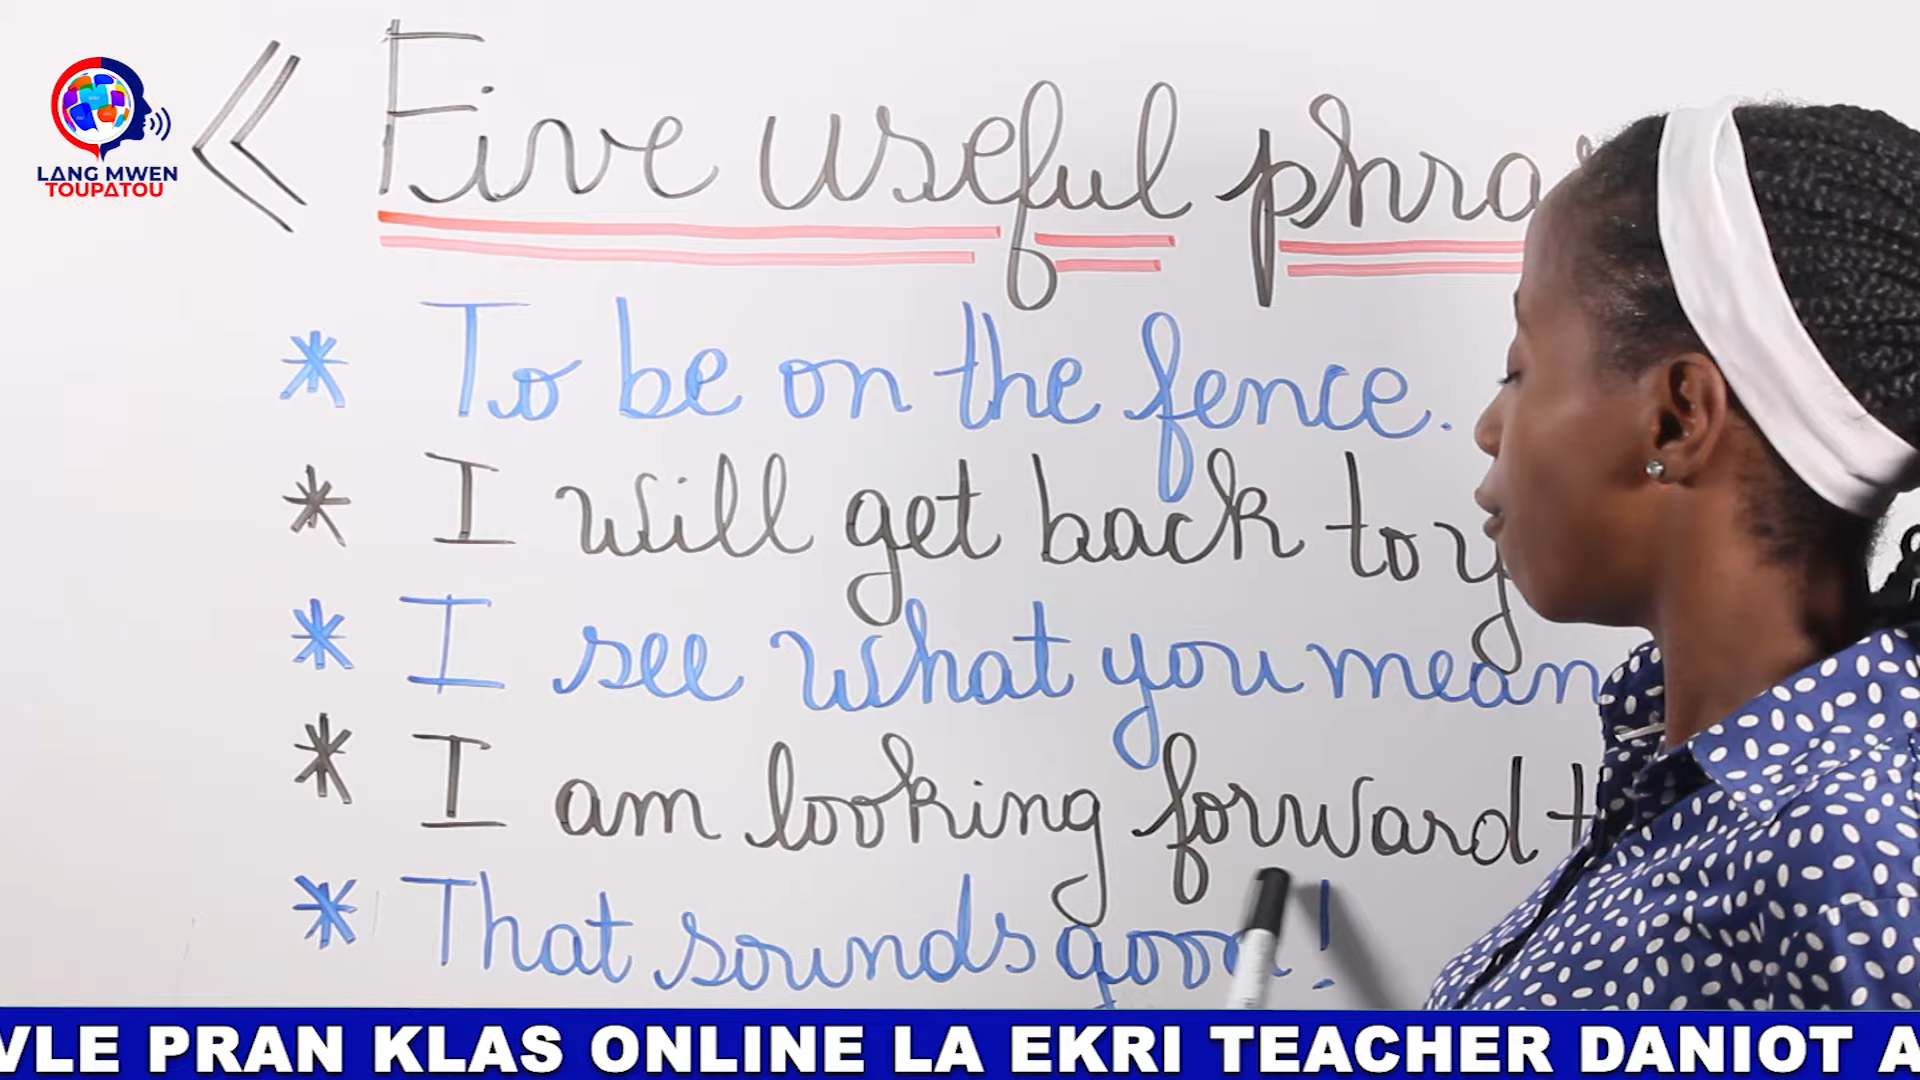 LANG MWEN
TOUPATOU
« Five useful phra
* To be on the fence.
* I will get back to y
* I see what you mean
* I am looking forward t
* That sounds good!
VLE PRAN KLAS ONLINE LA EKRI TEACHER DANIOT A